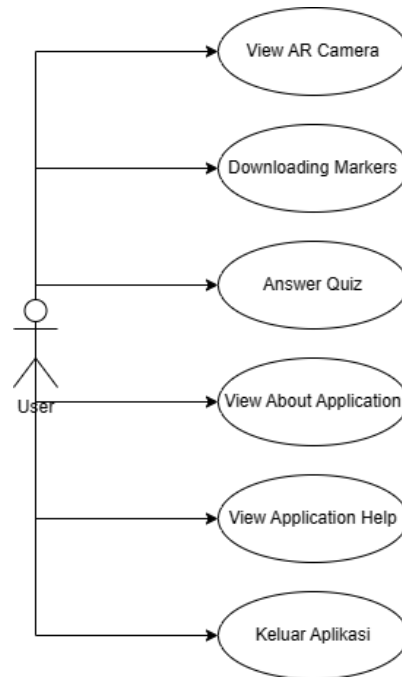 View AR Camera
Downloading Markers
Answer Quiz
User
View About Application
View Application Help
Keluar Aplikasi